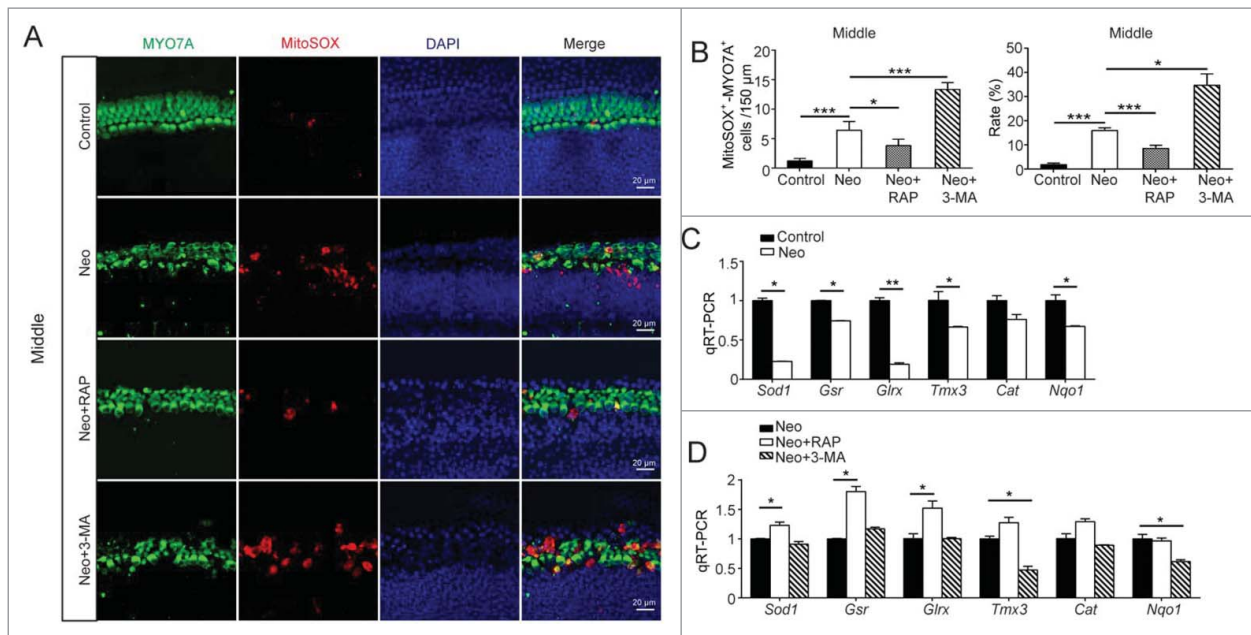 A
MYO7A MitoSOX DAPI Merge
Middle
Control
20 µm
Neo
20 µm
Neo+RAP
20 µm
Neo+3-MA
20 µm
B
Middle
MitoSOX+-MYO7A+
cells /150 µm
20
15
10
5
0
*** * ***
Control Neo Neo+ Neo+
RAP 3-MA
Middle
Rate (%)
50
40
30
20
10
0
*** *** *
Control Neo Neo+ Neo+
RAP 3-MA
C
Control
Neo
qRT-PCR
1.5
1
0.5
0
* * ** * *
Sod1 Gsr Glrx Tmx3 Cat Nqo1
D
Neo
Neo+RAP
Neo+3-MA
qRT-PCR
2
1.5
1
0.5
0
* * * * *
Sod1 Gsr Glrx Tmx3 Cat Nqo1